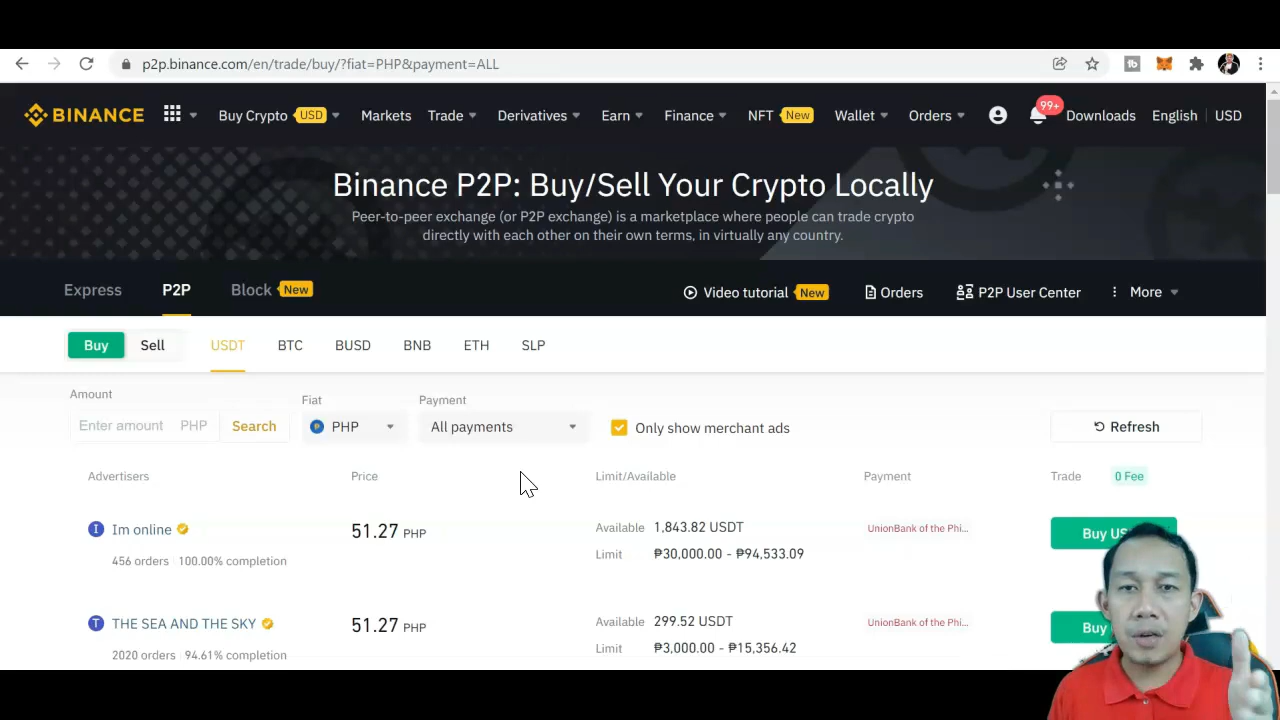 p2p.binance.com/en/trade/buy/?fiat=PHP&payment=ALL
BINANCE Buy Crypto USD Markets Trade Derivatives Earn Finance NFT New Wallet Orders 99+ Downloads English USD
Binance P2P: Buy/Sell Your Crypto Locally
Peer-to-peer exchange (or P2P exchange) is a marketplace where people can trade crypto
directly with each other on their own terms, in virtually any country.
Express P2P Block New Video tutorial New Orders P2P User Center More
Buy Sell USDT BTC BUSD BNB ETH SLP
Amount Fiat Payment
Enter amount PHP Search PHP All payments Only show merchant ads Refresh
Advertisers Price Limit/Available Payment Trade 0 Fee
I Im online 51.27 PHP Available 1,843.82 USDT UnionBank of the Phi... Buy
456 orders 100.00% completion Limit ₱30,000.00 - ₱94,533.09
T THE SEA AND THE SKY 51.27 PHP Available 299.52 USDT UnionBank of the Phi... Buy
2020 orders 94.61% completion Limit ₱3,000.00 - ₱15,356.42